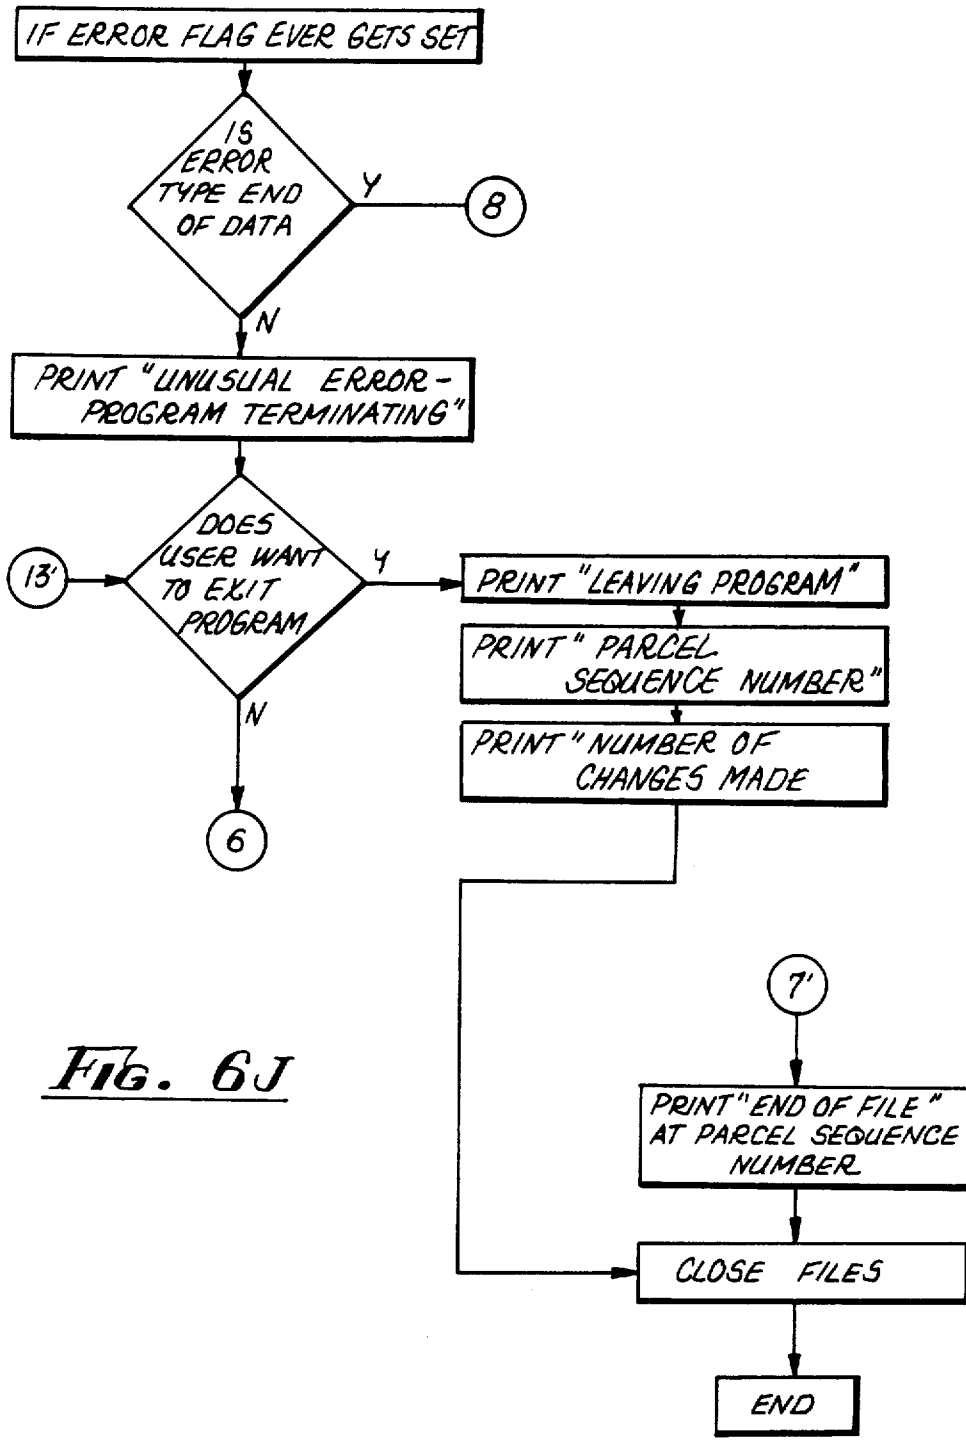 IF ERROR FLAG EVER GETS SET
IS
ERROR
TYPE END
OF DATA
Y
8
N
PRINT "UNUSUAL ERROR-
PROGRAM TERMINATING"
13'
DOES
USER WANT
TO EXIT
PROGRAM
Y
N
6
PRINT "LEAVING PROGRAM"
PRINT "PARCEL
SEQUENCE NUMBER"
PRINT "NUMBER OF
CHANGES MADE
7'
PRINT "END OF FILE"
AT PARCEL SEQUENCE
NUMBER
CLOSE FILES
END
FIG. 6J